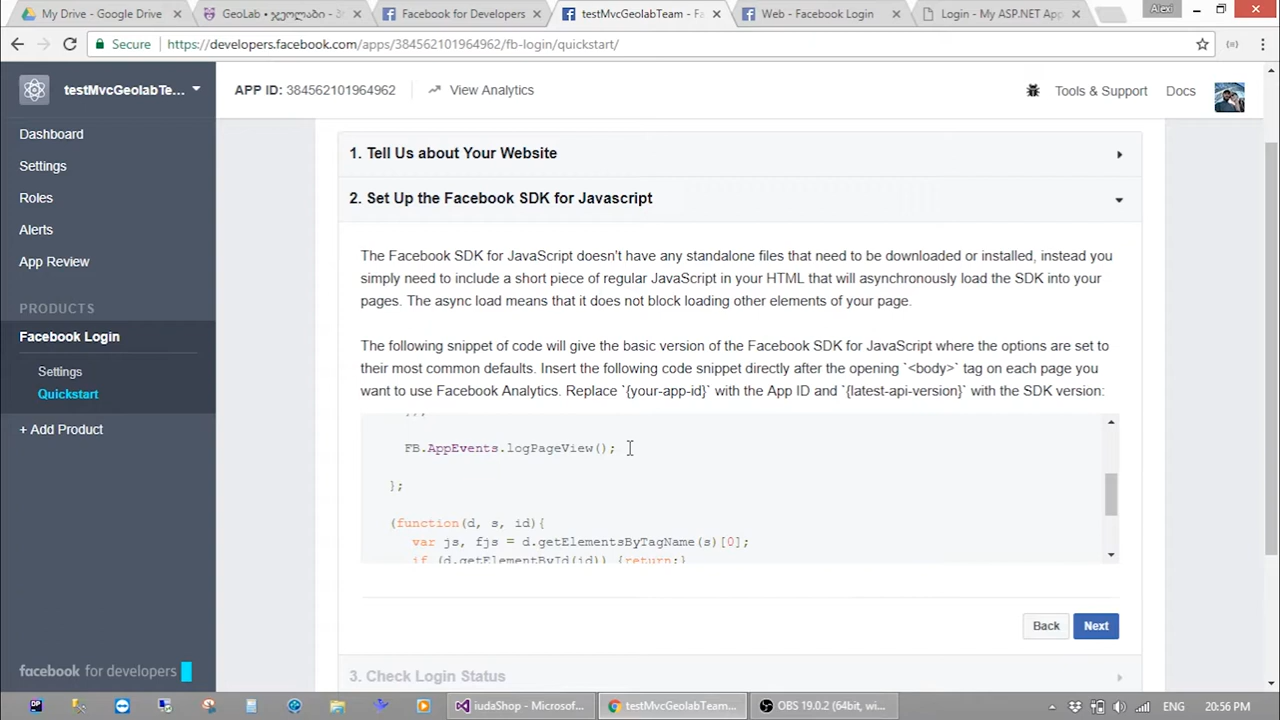 My Drive - Google Drive
GeoLab • ჯეოლაბი -
Facebook for Developers
testMvcGeolabTeam - F
Web - Facebook Login
Login - My ASP.NET App
Alexi
Secure
https://developers.facebook.com/apps/384562101964962/fb-login/quickstart/
testMvcGeolabTe...
APP ID: 384562101964962
View Analytics
Tools & Support
Docs
Dashboard
Settings
Roles
Alerts
App Review
PRODUCTS
Facebook Login
Settings
Quickstart
+ Add Product
facebook for developers
1. Tell Us about Your Website
2. Set Up the Facebook SDK for Javascript
The Facebook SDK for JavaScript doesn't have any standalone files that need to be downloaded or installed, instead you
simply need to include a short piece of regular JavaScript in your HTML that will asynchronously load the SDK into your
pages. The async load means that it does not block loading other elements of your page.
The following snippet of code will give the basic version of the Facebook SDK for JavaScript where the options are set to
their most common defaults. Insert the following code snippet directly after the opening `<body>` tag on each page you
want to use Facebook Analytics. Replace `{your-app-id}` with the App ID and `{latest-api-version}` with the SDK version:
FB.AppEvents.logPageView();
};
(function(d, s, id){
var js, fjs = d.getElementsByTagName(s)[0];
if (d.getElementById(id)) {return;}
Back
Next
3. Check Login Status
iudaShop - Microsof...
testMvcGeolabTeam...
OBS 19.0.2 (64bit, wi...
ENG
20:56 PM